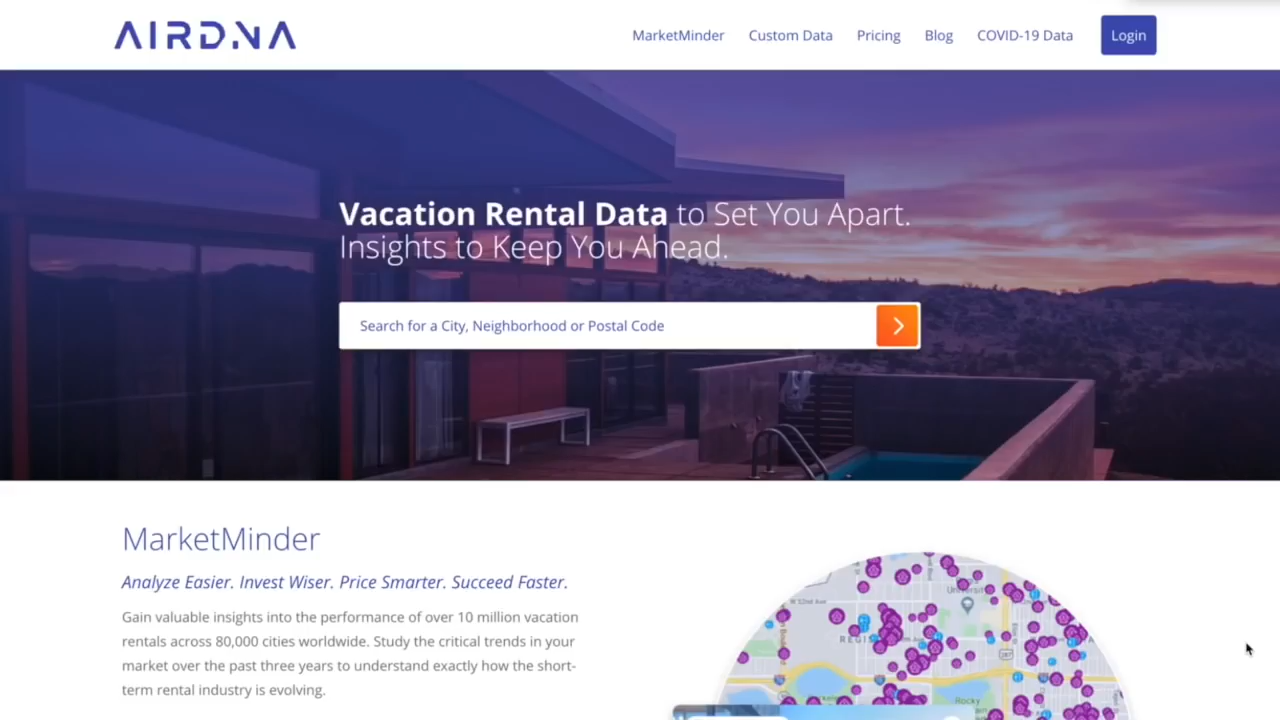 AIRDNA
MarketMinder
Custom Data
Pricing
Blog
COVID-19 Data
Login
Vacation Rental Data to Set You Apart.
Insights to Keep You Ahead.
Search for a City, Neighborhood or Postal Code
MarketMinder
Analyze Easier. Invest Wiser. Price Smarter. Succeed Faster.
Gain valuable insights into the performance of over 10 million vacation
rentals across 80,000 cities worldwide. Study the critical trends in your
market over the past three years to understand exactly how the short-
term rental industry is evolving.
W 52nd Ave
REGIS
Rocky